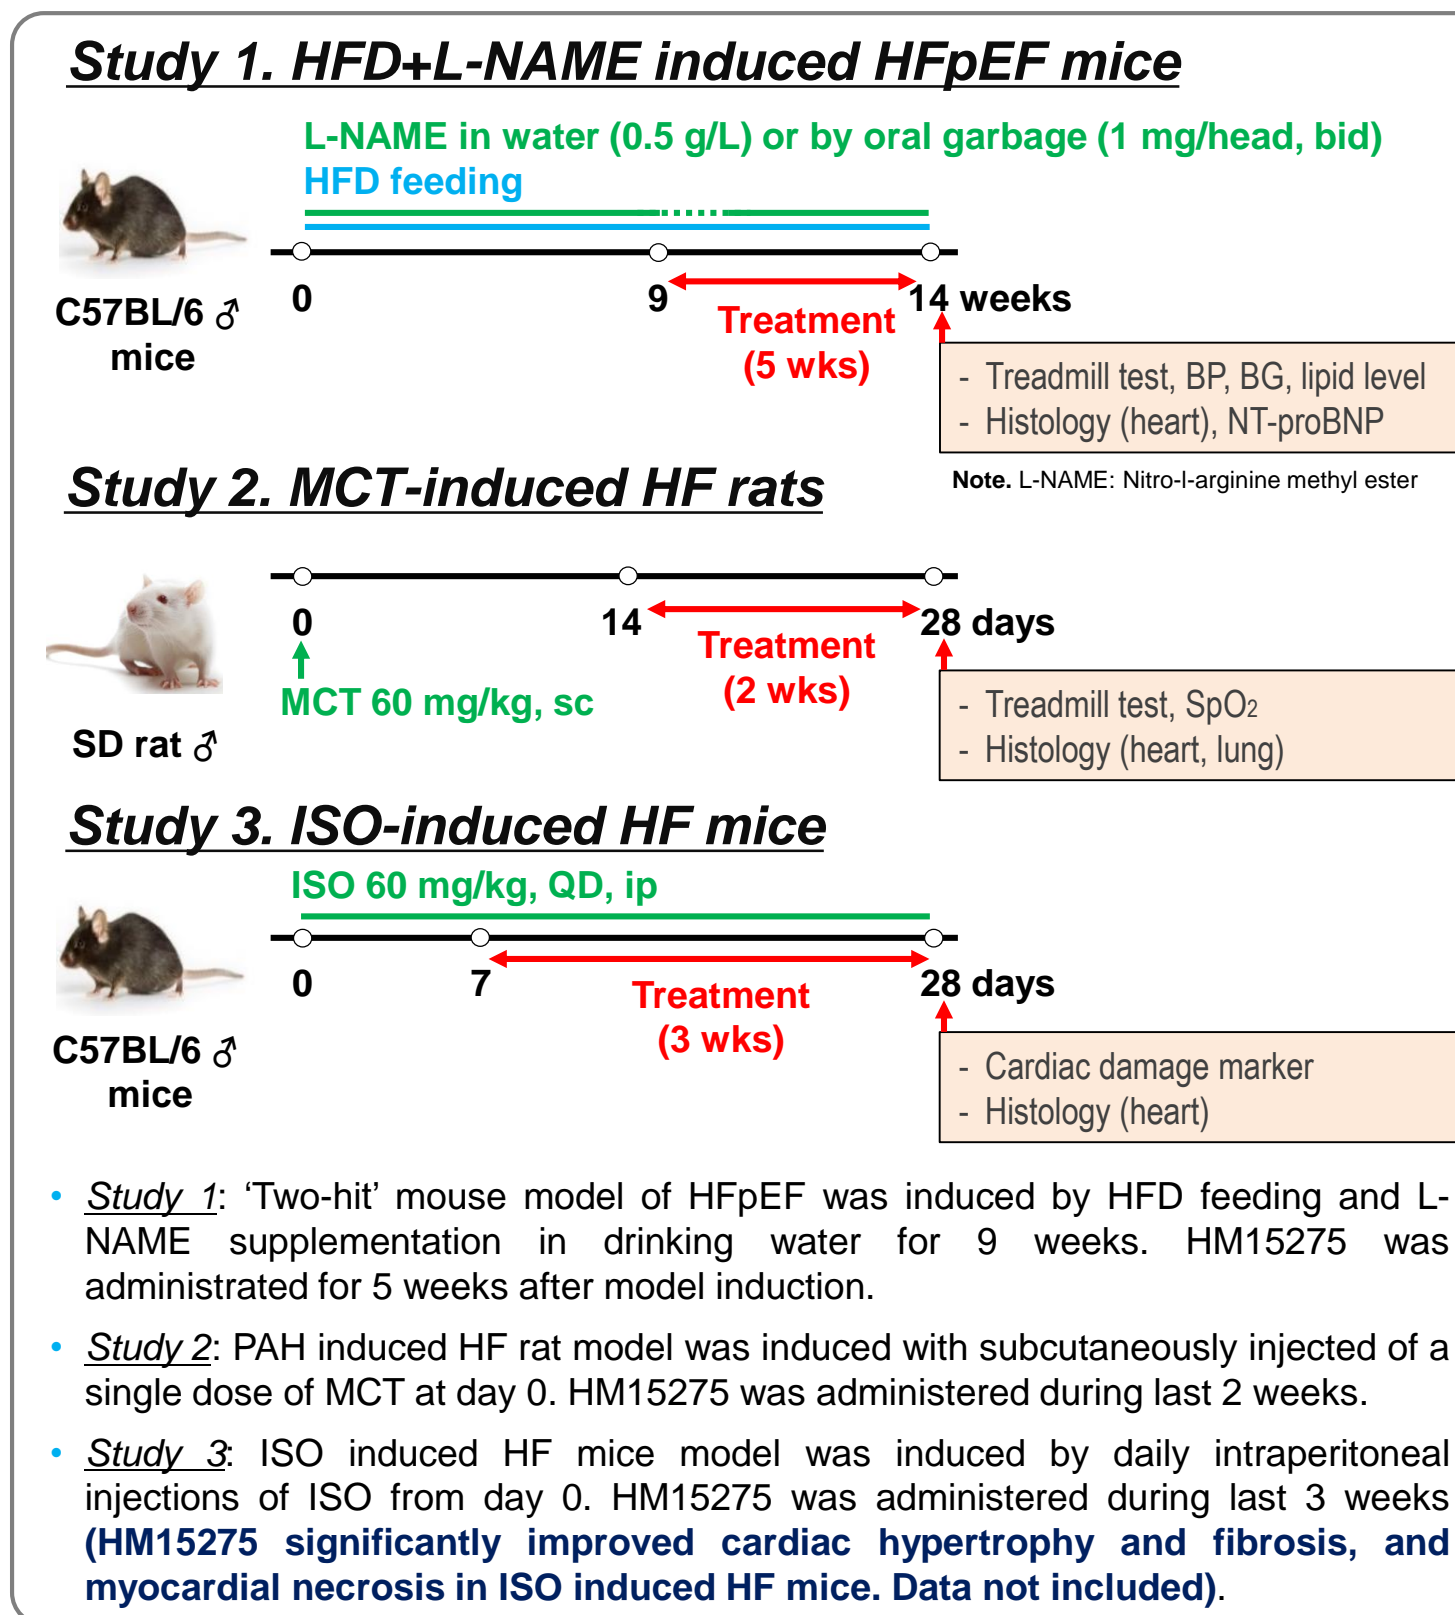 Study 1. HFD+L-NAME induced HFpEF mice
L-NAME in water (0.5 g/L) or by oral garbage (1 mg/head, bid)
HFD feeding
C57BL/6 ♂
mice
0
9
14 weeks
Treatment
(5 wks)
- Treadmill test, BP, BG, lipid level
- Histology (heart), NT-proBNP
Note. L-NAME: Nitro-l-arginine methyl ester
Study 2. MCT-induced HF rats
0
14
28 days
Treatment
(2 wks)
MCT 60 mg/kg, sc
SD rat ♂
- Treadmill test, SpO2
- Histology (heart, lung)
Study 3. ISO-induced HF mice
ISO 60 mg/kg, QD, ip
0
7
28 days
Treatment
(3 wks)
C57BL/6 ♂
mice
- Cardiac damage marker
- Histology (heart)
• Study 1: ‘Two-hit’ mouse model of HFpEF was induced by HFD feeding and L-
NAME supplementation in drinking water for 9 weeks. HM15275 was
administrated for 5 weeks after model induction.
• Study 2: PAH induced HF rat model was induced with subcutaneously injected of a
single dose of MCT at day 0. HM15275 was administered during last 2 weeks.
• Study 3: ISO induced HF mice model was induced by daily intraperitoneal
injections of ISO from day 0. HM15275 was administered during last 3 weeks
(HM15275 significantly improved cardiac hypertrophy and fibrosis, and
myocardial necrosis in ISO induced HF mice. Data not included).